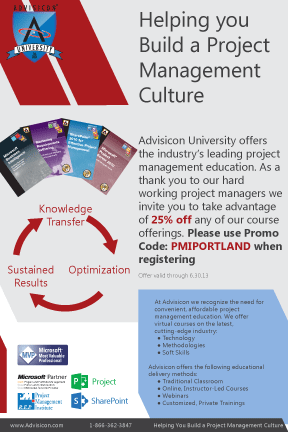 ADVISICON
UNIVERSITY
Helping you
Build a Project
Management
Culture
Advisicon University offers
the industry's leading project
management education. As a
thank you to our hard
working project managers we
invite you to take advantage
of 25% off any of our course
offerings. Please use Promo
Code: PMIPORTLAND when
registering
Offer valid through 6.30.13
Knowledge
Transfer
Sustained
Results
Optimization
At Advisicon we recognize the need for
convenient, affordable project
management education. We offer
virtual courses on the latest,
cutting-edge industry:
• Technology
• Methodologies
• Soft Skills
Advisicon offers the following educational
delivery methods:
• Traditional Classroom
• Online, Instructor-Led Courses
• Webinars
• Customized, Private Trainings
MVP
Microsoft
Most Valuable
Professional
Microsoft Partner
Project
Project
Management
Institute
SharePoint
www.Advisicon.com
1-866-362-3847
Helping You Build a Project Management Culture